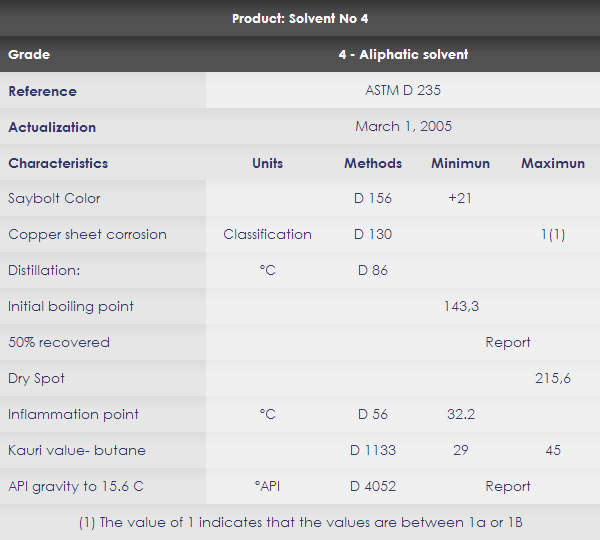 Product: Solvent No 4
Grade 4 - Aliphatic solvent
Reference ASTM D 235
Actualization March 1, 2005
Characteristics Units Methods Minimun Maximun
Saybolt Color D 156 +21
Copper sheet corrosion Classification D 130 1(1)
Distillation: °C D 86
Initial boiling point 143,3
50% recovered Report
Dry Spot 215,6
Inflammation point °C D 56 32.2
Kauri value- butane D 1133 29 45
API gravity to 15.6 C °API D 4052 Report
(1) The value of 1 indicates that the values are between 1a or 1B